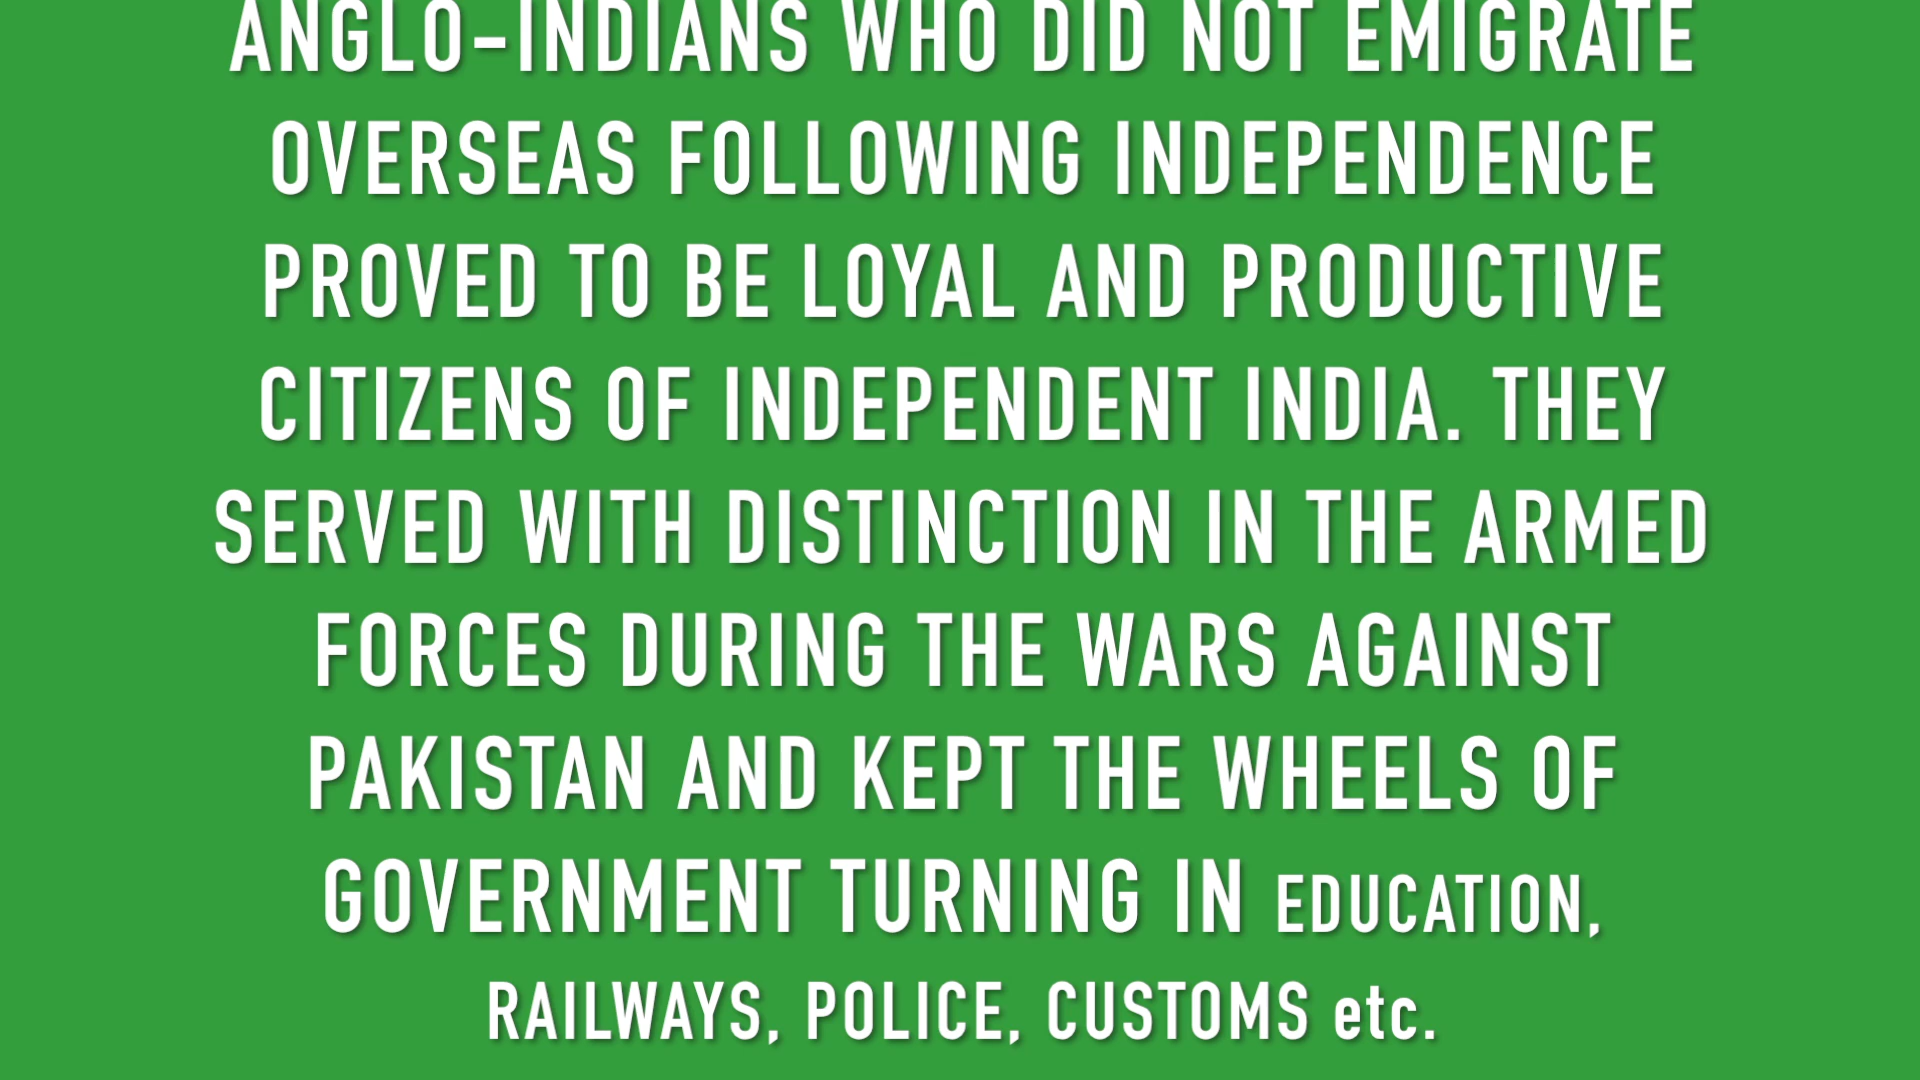 ANGLO-INDIANS WHO DID NOT EMIGRATE
OVERSEAS FOLLOWING INDEPENDENCE
PROVED TO BE LOYAL AND PRODUCTIVE
CITIZENS OF INDEPENDENT INDIA. THEY
SERVED WITH DISTINCTION IN THE ARMED
FORCES DURING THE WARS AGAINST
PAKISTAN AND KEPT THE WHEELS OF
GOVERNMENT TURNING IN EDUCATION,
RAILWAYS, POLICE, CUSTOMS etc.